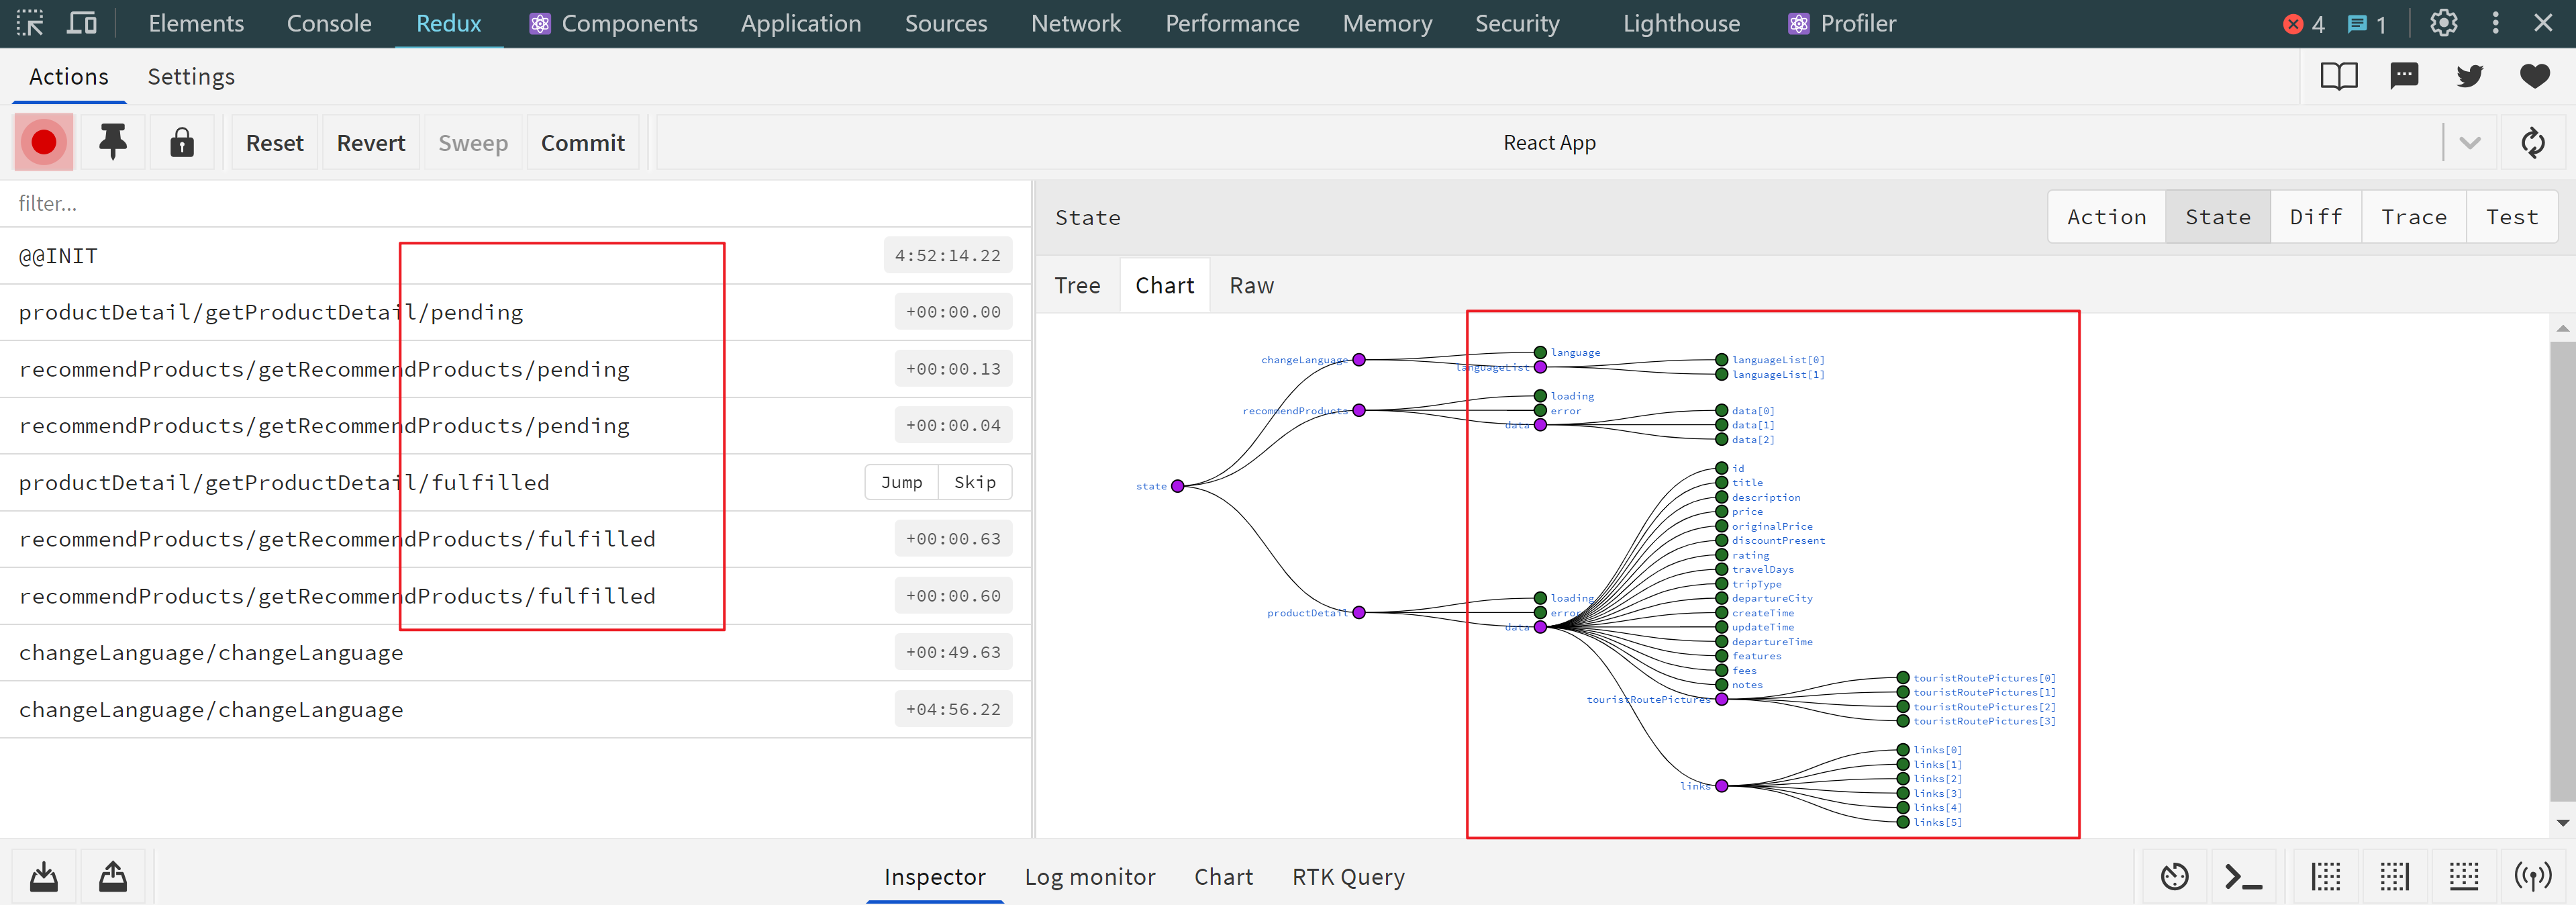 Elements Console Redux Components Application Sources Network Performance Memory Security Lighthouse Profiler 4 1
Actions Settings
Reset Revert Sweep Commit React App
filter...
@@INIT 4:52:14.22
productDetail/getProductDetail/pending +00:00.00
recommendProducts/getRecommendProducts/pending +00:00.13
recommendProducts/getRecommendProducts/pending +00:00.04
productDetail/getProductDetail/fulfilled Jump Skip
recommendProducts/getRecommendProducts/fulfilled +00:00.63
recommendProducts/getRecommendProducts/fulfilled +00:00.60
changeLanguage/changeLanguage +00:49.63
changeLanguage/changeLanguage +04:56.22
State Action State Diff Trace Test
Tree Chart Raw
state
changeLanguage
recommendProducts
productDetail
language
languageList
languageList[0]
languageList[1]
loading
error
data
data[0]
data[1]
data[2]
loading
error
data
id
title
description
price
originalPrice
discountPresent
rating
travelDays
tripType
departureCity
createTime
updateTime
departureTime
features
fees
notes
touristRoutePictures
touristRoutePictures[0]
touristRoutePictures[1]
touristRoutePictures[2]
touristRoutePictures[3]
links
links[0]
links[1]
links[2]
links[3]
links[4]
links[5]
Inspector Log monitor Chart RTK Query